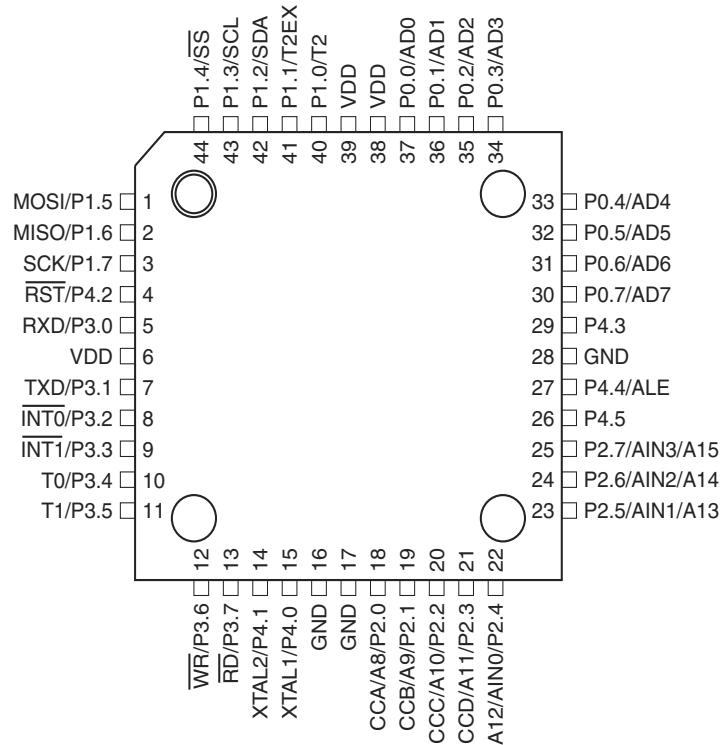 P1.4/S̅S̅
P1.3/SCL
P1.2/SDA
P1.1/T2EX
P1.0/T2
VDD
VDD
P0.0/AD0
P0.1/AD1
P0.2/AD2
P0.3/AD3
44
43
42
41
40
39
38
37
36
35
34
MOSI/P1.5 1
MISO/P1.6 2
SCK/P1.7 3
R̅S̅T̅/P4.2 4
RXD/P3.0 5
VDD 6
TXD/P3.1 7
I̅N̅T̅0̅/P3.2 8
I̅N̅T̅1̅/P3.3 9
T0/P3.4 10
T1/P3.5 11
33 P0.4/AD4
32 P0.5/AD5
31 P0.6/AD6
30 P0.7/AD7
29 P4.3
28 GND
27 P4.4/ALE
26 P4.5
25 P2.7/AIN3/A15
24 P2.6/AIN2/A14
23 P2.5/AIN1/A13
12
13
14
15
16
17
18
19
20
21
22
W̅R̅/P3.6
R̅D̅/P3.7
XTAL2/P4.1
XTAL1/P4.0
GND
GND
CCA/A8/P2.0
CCB/A9/P2.1
CCC/A10/P2.2
CCD/A11/P2.3
A12/AIN0/P2.4